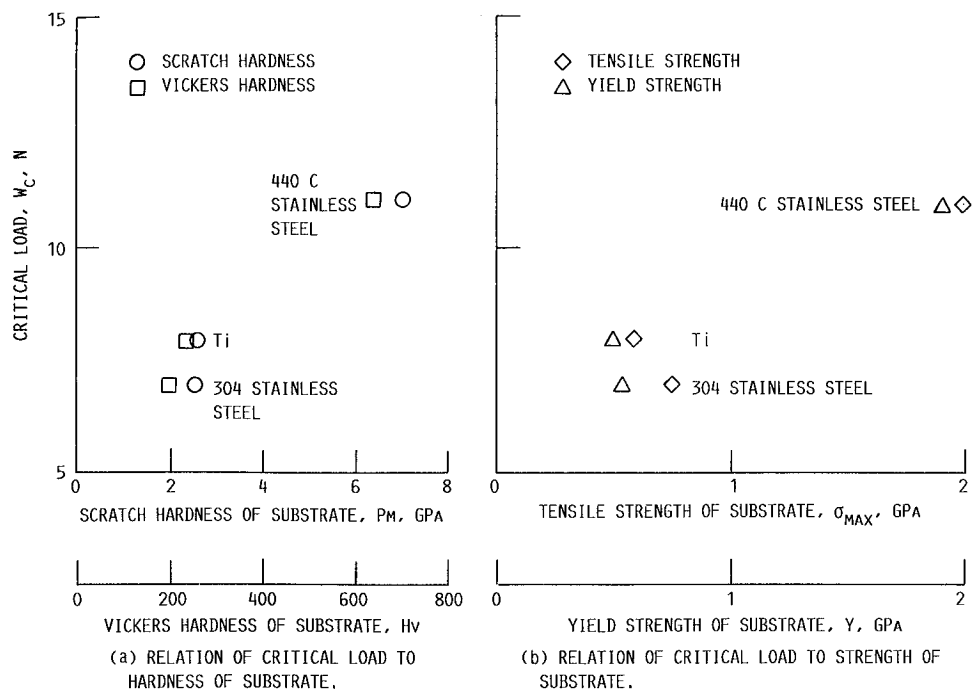 15
10
5
CRITICAL LOAD, W_C, N
SCRATCH HARDNESS
VICKERS HARDNESS
440 C
STAINLESS
STEEL
Ti
304 STAINLESS
STEEL
0 2 4 6 8
SCRATCH HARDNESS OF SUBSTRATE, PM, GPA
0 200 400 600 800
VICKERS HARDNESS OF SUBSTRATE, HV
(a) RELATION OF CRITICAL LOAD TO
HARDNESS OF SUBSTRATE.
TENSILE STRENGTH
YIELD STRENGTH
440 C STAINLESS STEEL
Ti
304 STAINLESS STEEL
0 1 2
TENSILE STRENGTH OF SUBSTRATE, σMAX, GPA
0 1 2
YIELD STRENGTH OF SUBSTRATE, Y, GPA
(b) RELATION OF CRITICAL LOAD TO STRENGTH OF
SUBSTRATE.